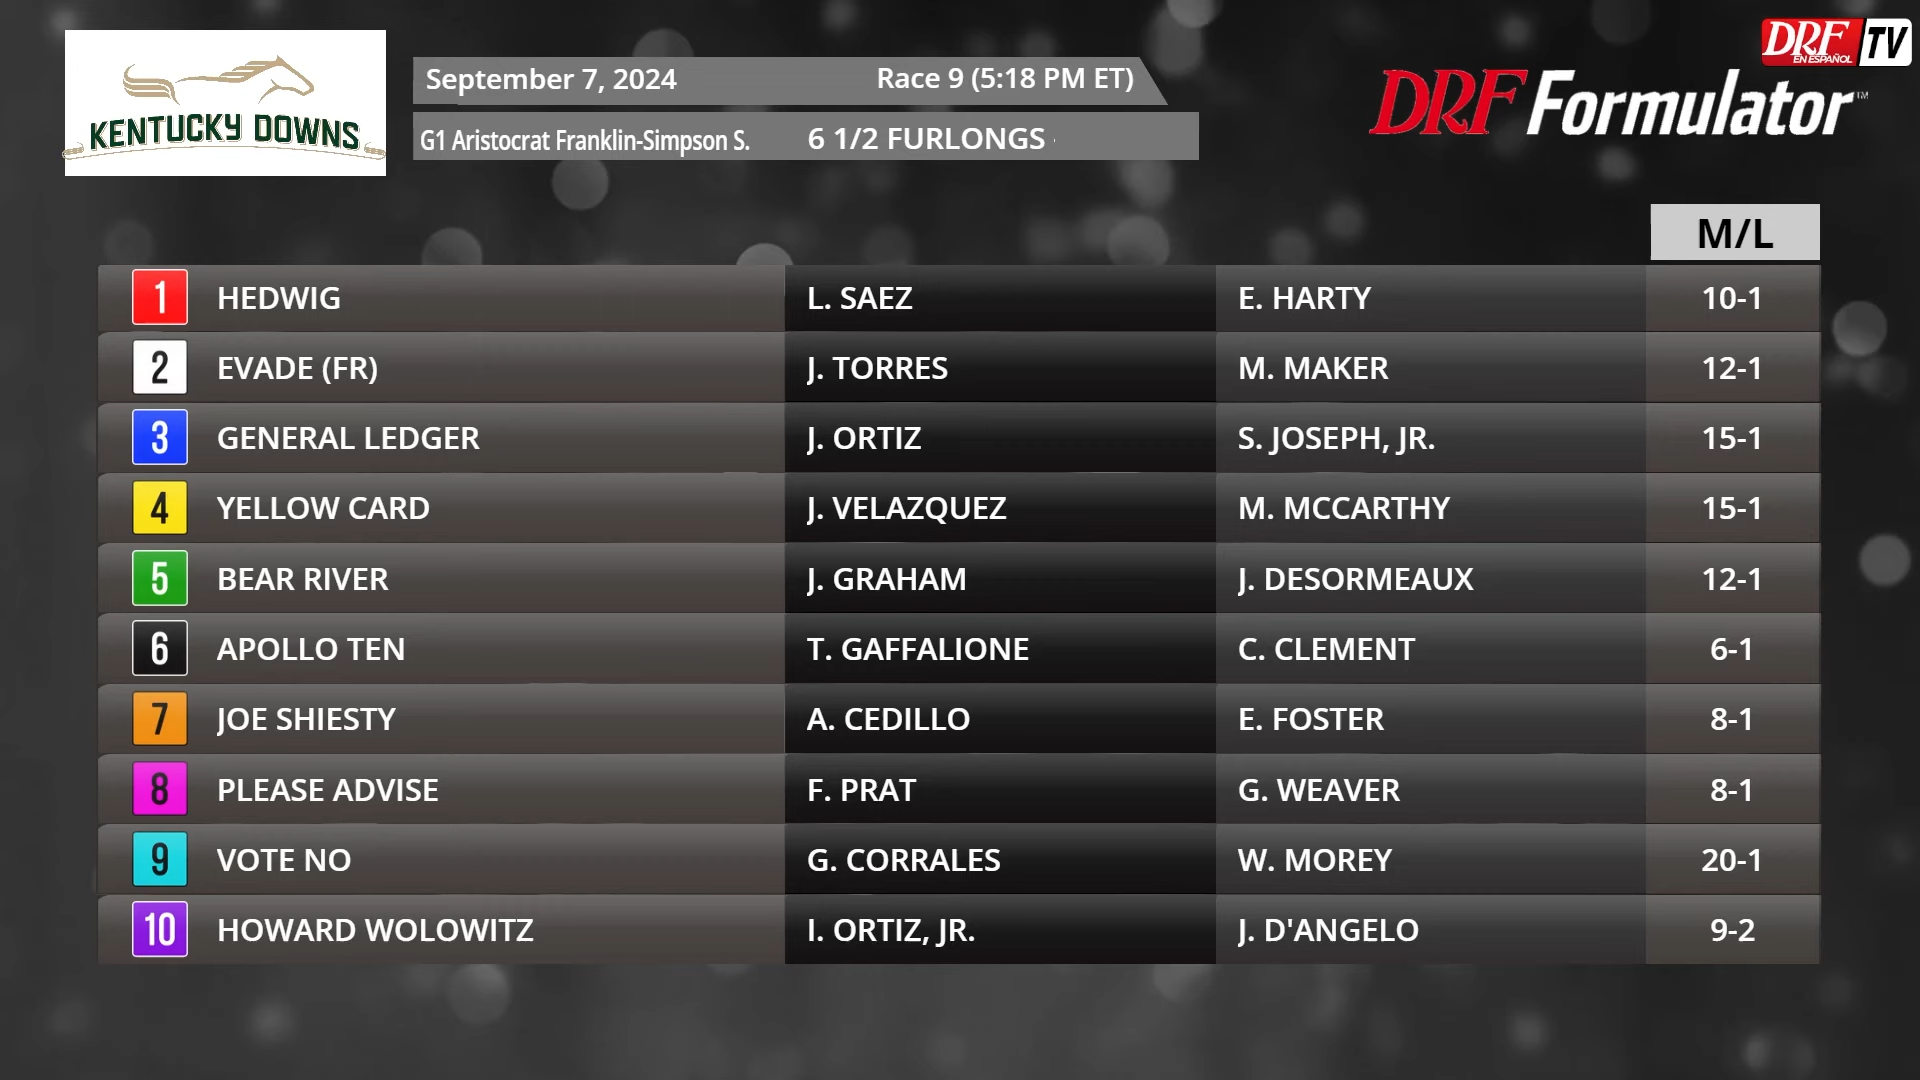 DRF TV
EN ESPAÑOL
KENTUCKY DOWNS
September 7, 2024 Race 9 (5:18 PM ET)
G1 Aristocrat Franklin-Simpson S. 6 1/2 FURLONGS
DRF Formulator™
M/L
1 HEDWIG L. SAEZ E. HARTY 10-1
2 EVADE (FR) J. TORRES M. MAKER 12-1
3 GENERAL LEDGER J. ORTIZ S. JOSEPH, JR. 15-1
4 YELLOW CARD J. VELAZQUEZ M. MCCARTHY 15-1
5 BEAR RIVER J. GRAHAM J. DESORMEAUX 12-1
6 APOLLO TEN T. GAFFALIONE C. CLEMENT 6-1
7 JOE SHIESTY A. CEDILLO E. FOSTER 8-1
8 PLEASE ADVISE F. PRAT G. WEAVER 8-1
9 VOTE NO G. CORRALES W. MOREY 20-1
10 HOWARD WOLOWITZ I. ORTIZ, JR. J. D'ANGELO 9-2